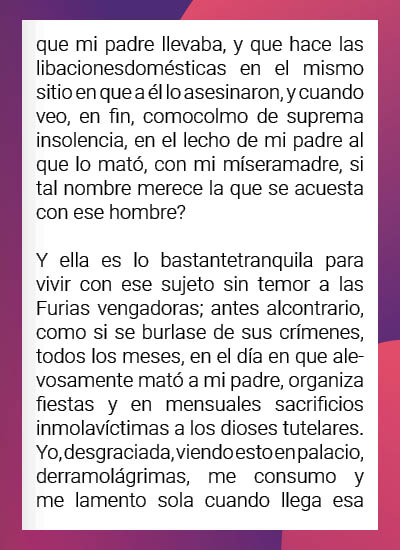 que mi padre llevaba, y que hace las
libacionesdomésticas en el mismo
sitio en que a él lo asesinaron, y cuando
veo, en fin, comocolmo de suprema
insolencia, en el lecho de mi padre al
que lo mató, con mi míseramadre, si
tal nombre merece la que se acuesta
con ese hombre?

Y ella es lo bastantetranquila para
vivir con ese sujeto sin temor a las
Furias vengadoras; antes alcontrario,
como si se burlase de sus crímenes,
todos los meses, en el día en que ale-
vosamente mató a mi padre, organiza
fiestas y en mensuales sacrificios
inmolavíctimas a los dioses tutelares.
Yo, desgraciada, viendo esto en palacio,
derramolágrimas, me consumo y
me lamento sola cuando llega esa